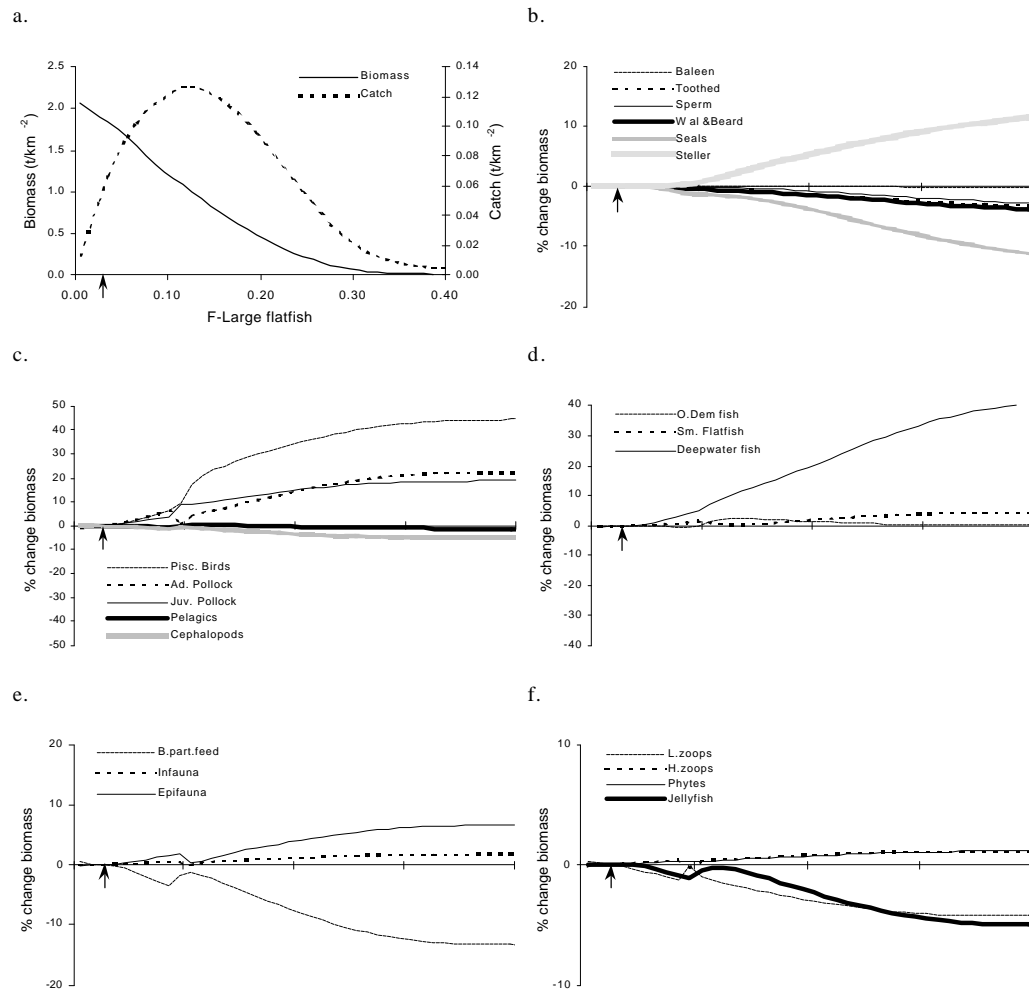 a.
2.5
2.0
1.5
1.0
0.5
0.0
Biomass (t/km -2)
0.14
0.12
0.10
0.08
0.06
0.04
0.02
0.00
Catch (t/km -2)
Biomass
Catch
0.00 0.10 0.20 0.30 0.40
F-Large flatfish
b.
20
10
0
-10
-20
% change biomass
Baleen
Toothed
Sperm
W al &Beard
Seals
Steller
c.
50
40
30
20
10
0
-10
-20
-30
-40
-50
% change biomass
Pisc. Birds
Ad. Pollock
Juv. Pollock
Pelagics
Cephalopods
d.
40
30
20
10
0
-10
-20
-30
-40
% change biomass
O.Dem fish
Sm. Flatfish
Deepwater fish
e.
20
10
0
-10
-20
% change biomass
B.part.feed
Infauna
Epifauna
f.
10
0
-10
% change biomass
L.zoops
H.zoops
Phytes
Jellyfish